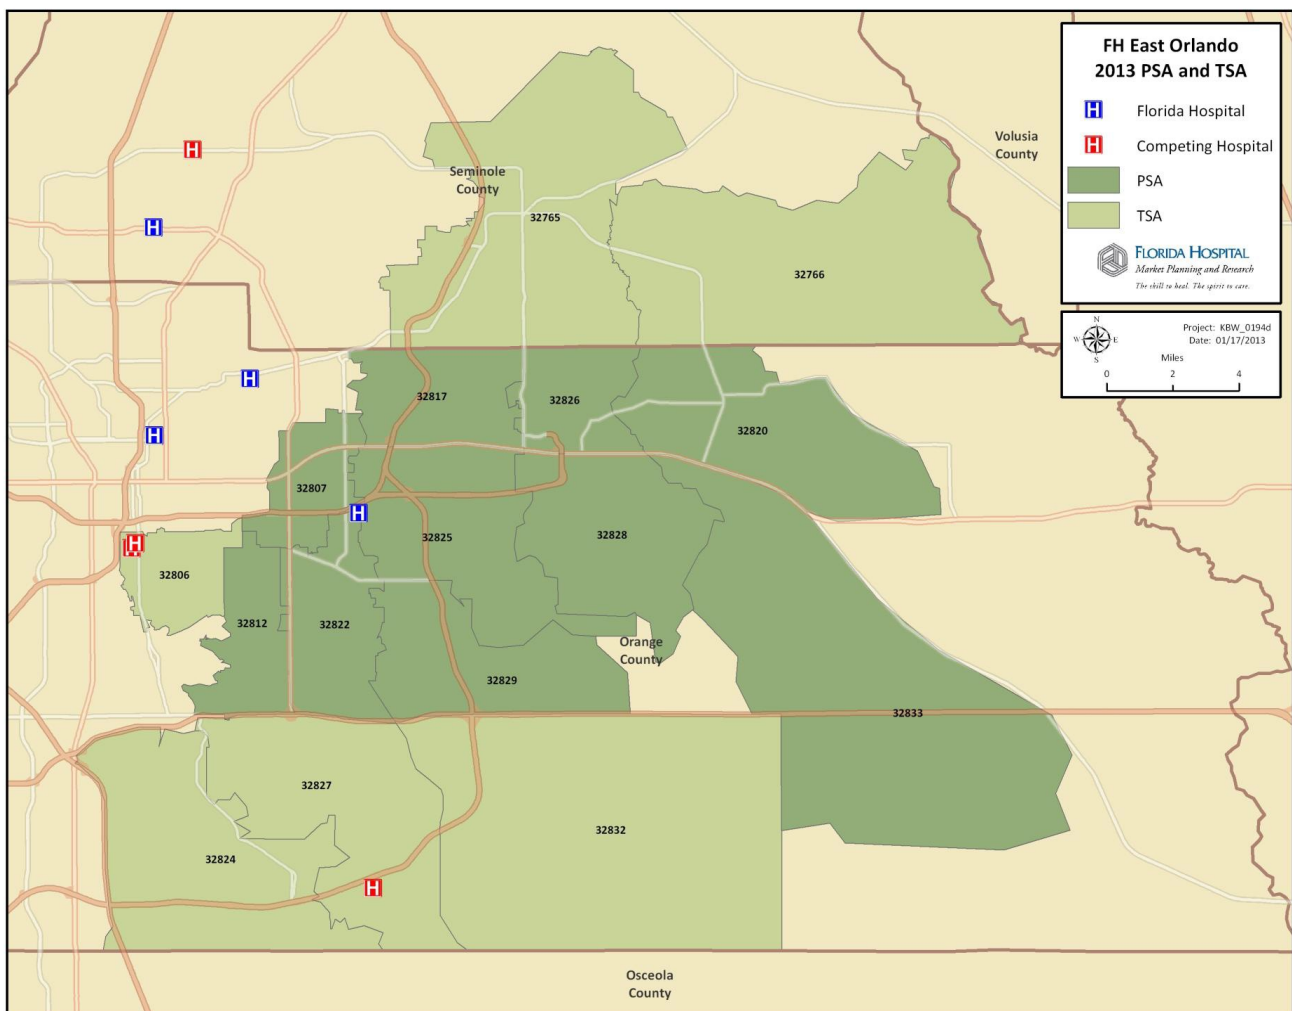 FH East Orlando
2013 PSA and TSA
H Florida Hospital
H Competing Hospital
PSA
TSA
FLORIDA HOSPITAL
Market Planning and Research
The skill to heal. The spirit to care.
N
W E
S
Project: KBW_0194d
Date: 01/17/2013
Miles
0 2 4
Volusia
County
H
Seminole
County
H
32765
32766
H
32817
32826
32820
H
32807
H
32825
32828
H
32806
32812
32822
Orange
County
32829
32833
32827
32832
32824
H
Osceola
County